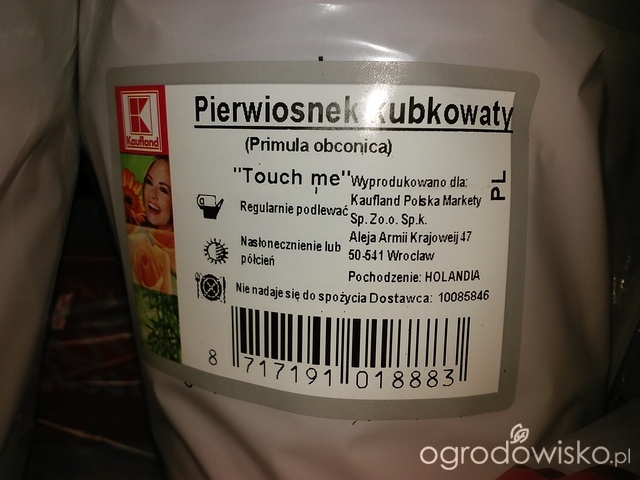 Kaufland
Pierwiosnek kubkowaty
(Primula obconica)
"Touch me"
Wyprodukowano dla:
PL
Regularnie podlewać
Kaufland Polska Markety
Sp. Zo.o. Sp.k.
Nasłonecznienie lub
półcień
Aleja Armii Krajoweij 47
50-541 Wrocław
Pochodzenie: HOLANDIA
Nie nadaje się do spożycia Dostawca: 10085846
8 717191 018883
ogrodowisko.pl